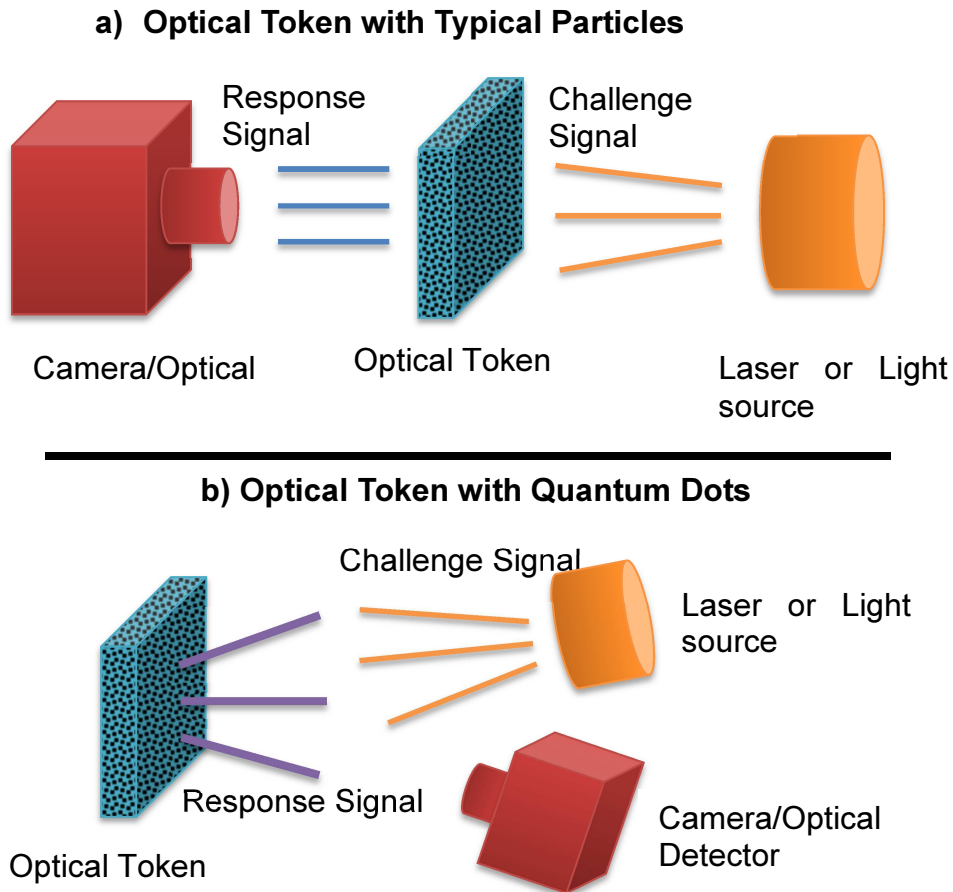 a) Optical Token with Typical Particles
Response
Signal
Challenge
Signal
Camera/Optical
Optical Token
Laser or Light
source
b) Optical Token with Quantum Dots
Challenge Signal
Laser or Light
source
Response Signal
Camera/Optical
Detector
Optical Token